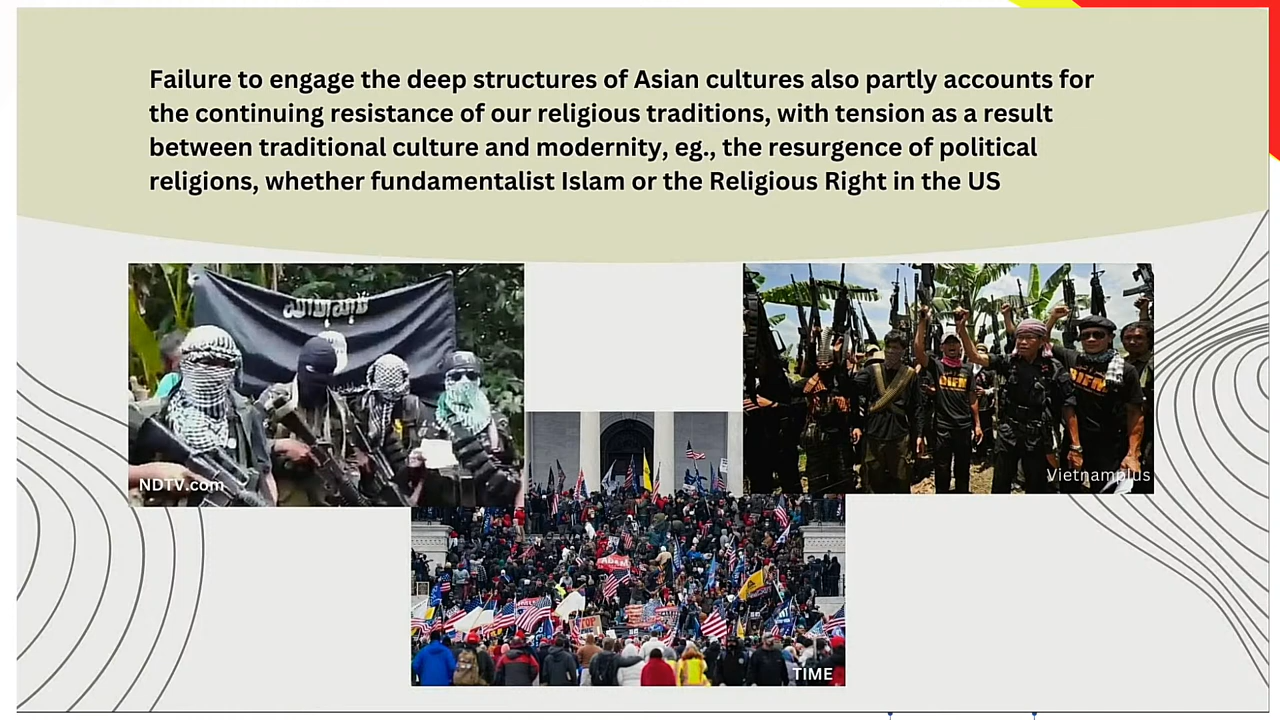 Failure to engage the deep structures of Asian cultures also partly accounts for
the continuing resistance of our religious traditions, with tension as a result
between traditional culture and modernity, eg., the resurgence of political
religions, whether fundamentalist Islam or the Religious Right in the US
NDTV.com
Vietnamplus
TIME